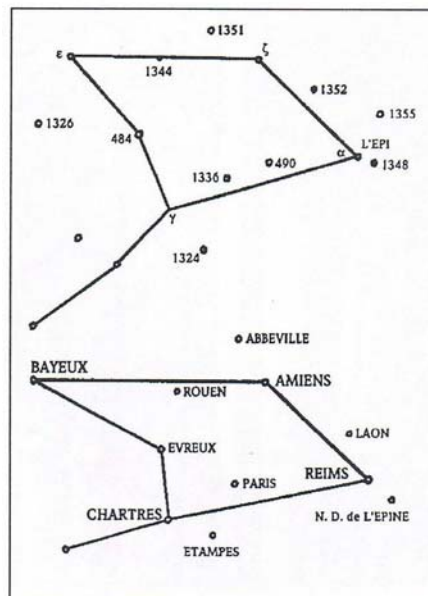 1351
ε ζ
1344
1352
1326
1355
484
L'EPI
α
490
1348
1336
γ
1324
ABBEVILLE
BAYEUX
AMIENS
ROUEN
LAON
EVREUX
REIMS
PARIS
N. D. de L'EPINE
CHARTRES
ETAMPES